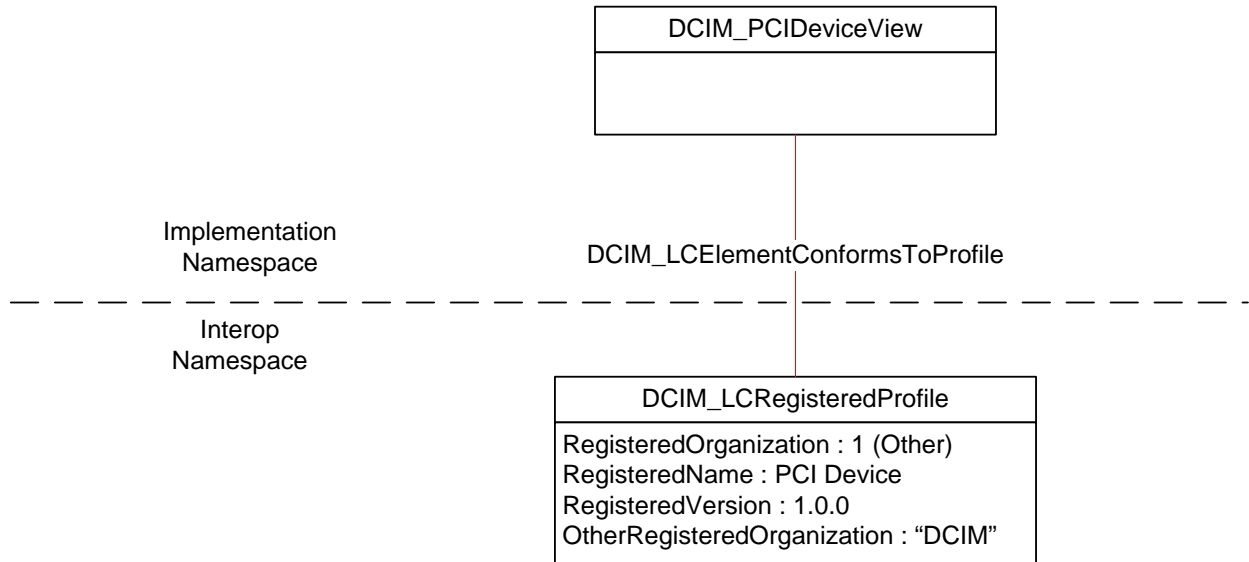 DCIM_PCIDeviceView
Implementation
Namespace
DCIM_LCElementConformsToProfile
Interop
Namespace
DCIM_LCRegisteredProfile
RegisteredOrganization : 1 (Other)
RegisteredName : PCI Device
RegisteredVersion : 1.0.0
OtherRegisteredOrganization : “DCIM”